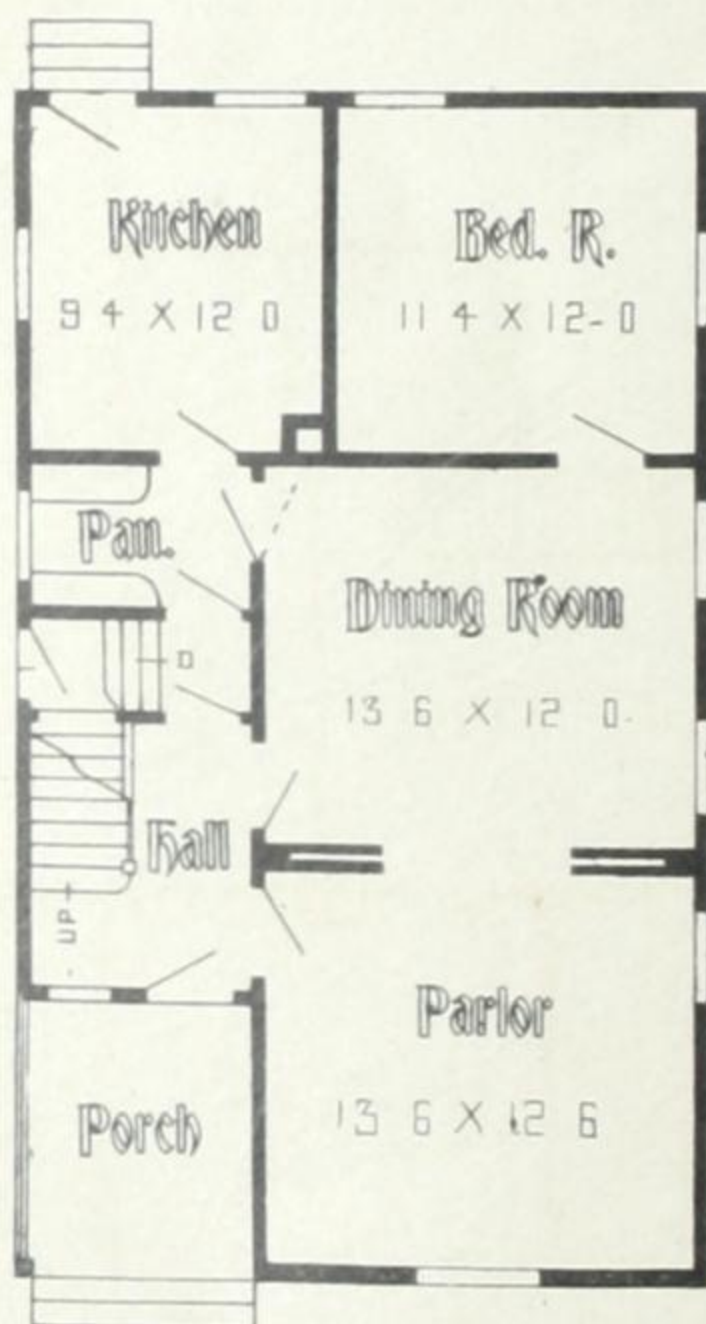 Kitchen
9 4 X 12 0
Bed. R.
11 4 X 12-0
Pan.
Dining Room
13 6 X 12 0
D
Hall
UP
Parlor
13 6 X 12 6
Porch